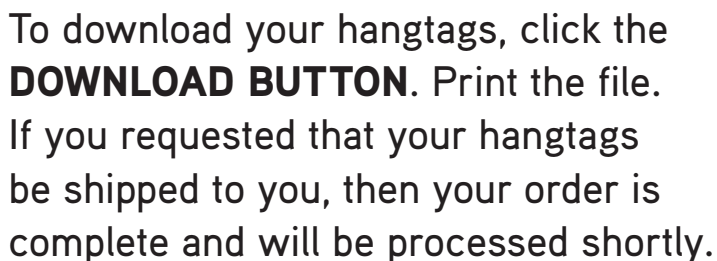 To download your hangtags, click the
DOWNLOAD BUTTON. Print the file.
If you requested that your hangtags
be shipped to you, then your order is
complete and will be processed shortly.